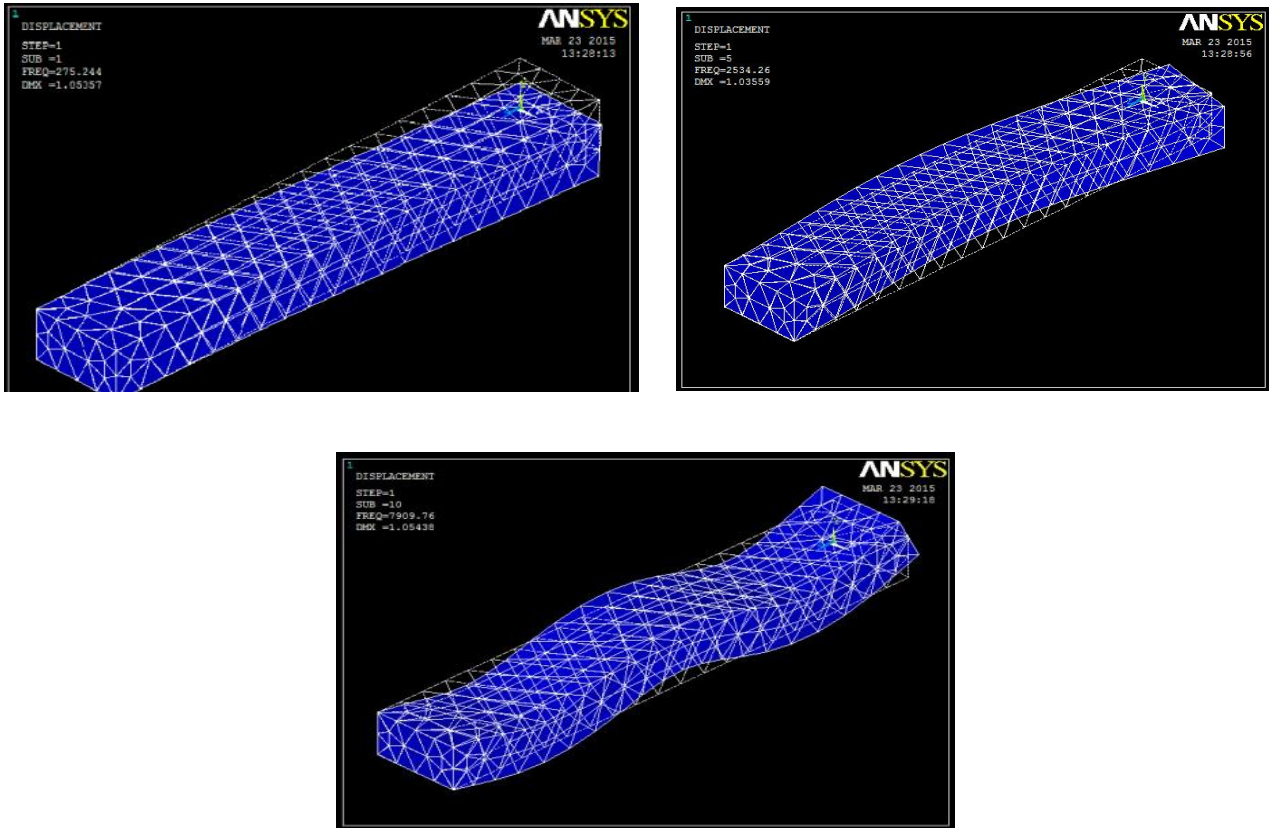 1
DISPLACEMENT
STEP=1
SUB =1
FREQ=275.244
DMX =1.05357
ANSYS
MAR 23 2015
13:28:13
1
DISPLACEMENT
STEP=1
SUB =5
FREQ=2534.26
DMX =1.03559
ANSYS
MAR 23 2015
13:28:56
1
DISPLACEMENT
STEP=1
SUB =10
FREQ=7909.76
DMX =1.05438
ANSYS
MAR 23 2015
13:29:18